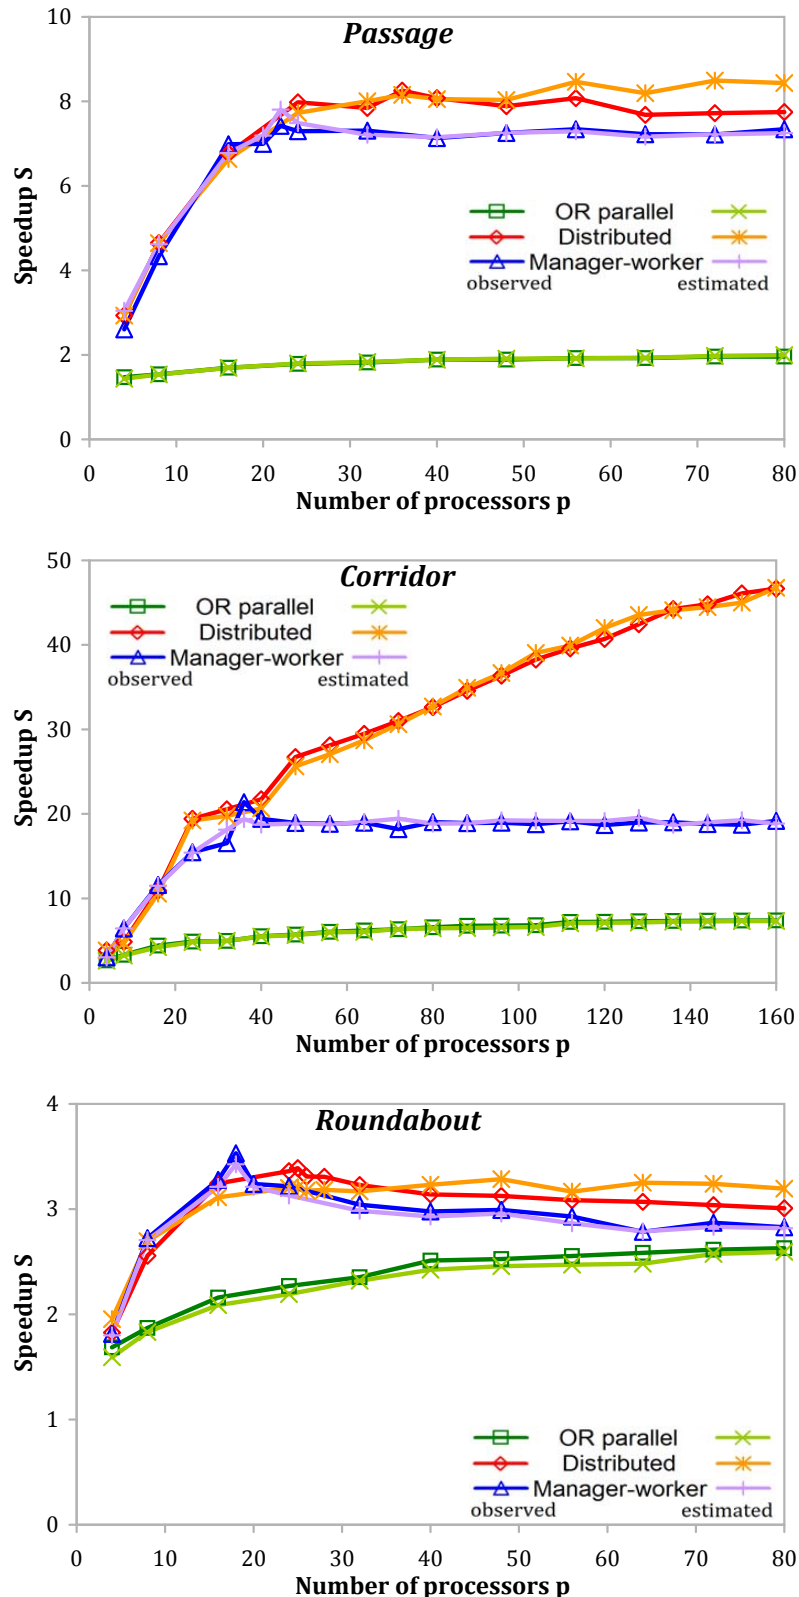 Passage
10
8
6
4
2
0
Speedup S
OR parallel
Distributed
Manager-worker
observed estimated
0 10 20 30 40 50 60 70 80
Number of processors p
Corridor
50
40
30
20
10
0
Speedup S
OR parallel
Distributed
Manager-worker
observed estimated
0 20 40 60 80 100 120 140 160
Number of processors p
Roundabout
4
3
2
1
0
Speedup S
OR parallel
Distributed
Manager-worker
observed estimated
0 10 20 30 40 50 60 70 80
Number of processors p